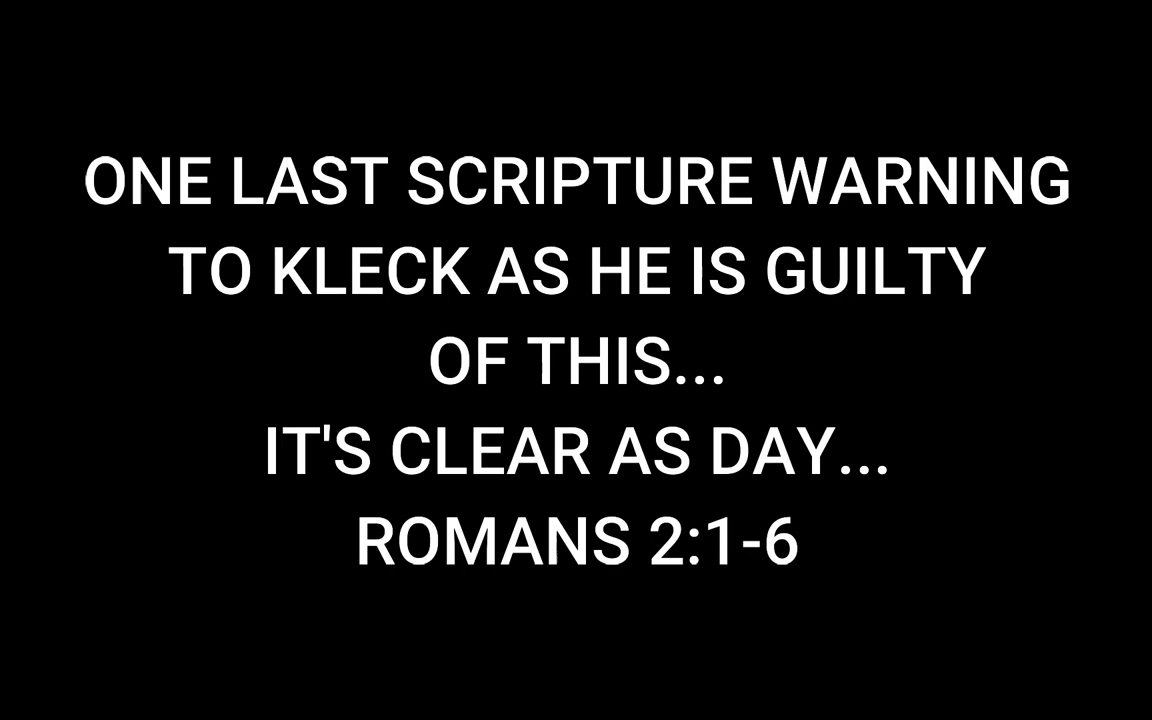 ONE LAST SCRIPTURE WARNING
TO KLECK AS HE IS GUILTY
OF THIS...
IT'S CLEAR AS DAY...
ROMANS 2:1-6